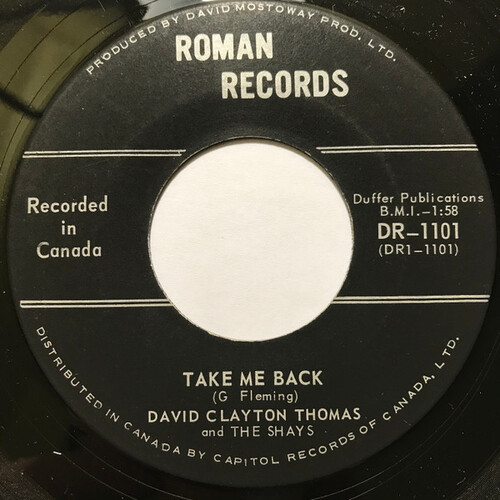 PRODUCED BY DAVID MOSTOWAY PROD. LTD.
ROMAN
RECORDS
Recorded
in
Canada
Duffer Publications
B.M.I.-1:58
DR-1101
(DR1-1101)
TAKE ME BACK
(G Fleming)
DAVID CLAYTON THOMAS
and THE SHAYS
DISTRIBUTED IN CANADA BY CAPITOL RECORDS OF CANADA, LTD.